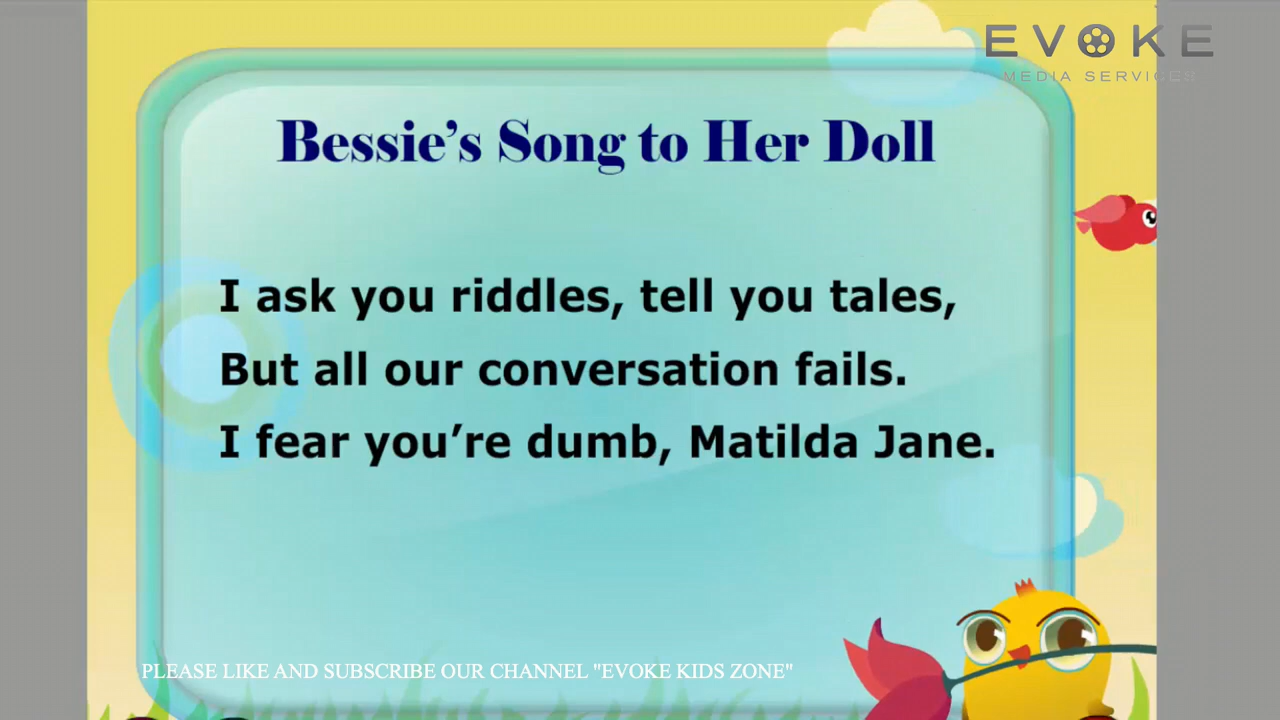 EVOKE
MEDIA SERVICES
Bessie’s Song to Her Doll
I ask you riddles, tell you tales,
But all our conversation fails.
I fear you’re dumb, Matilda Jane.
PLEASE LIKE AND SUBSCRIBE OUR CHANNEL "EVOKE KIDS ZONE"